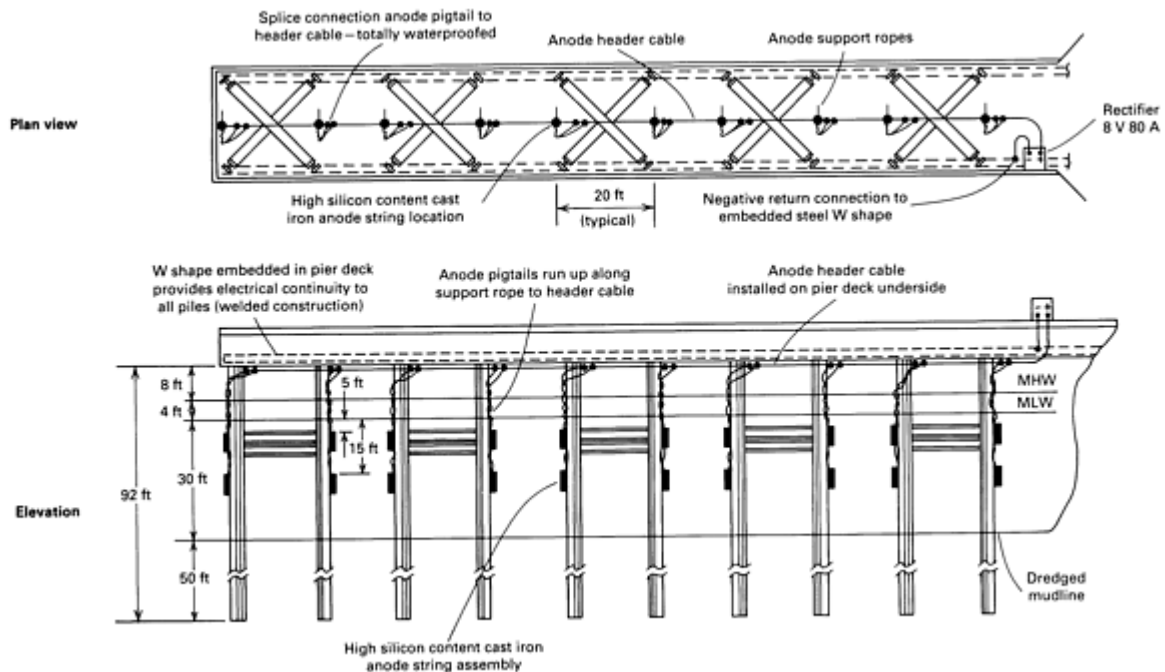 Splice connection anode pigtail to
header cable – totally waterproofed
Anode header cable
Anode support ropes
Plan view
Rectifier
8 V 80 A
High silicon content cast
iron anode string location
20 ft
(typical)
Negative return connection to
embedded steel W shape
W shape embedded in pier deck
provides electrical continuity to
all piles (welded construction)
Anode pigtails run up along
support rope to header cable
Anode header cable
installed on pier deck underside
8 ft
5 ft
MHW
4 ft
MLW
15 ft
30 ft
92 ft
Elevation
50 ft
Dredged
mudline
High silicon content cast iron
anode string assembly